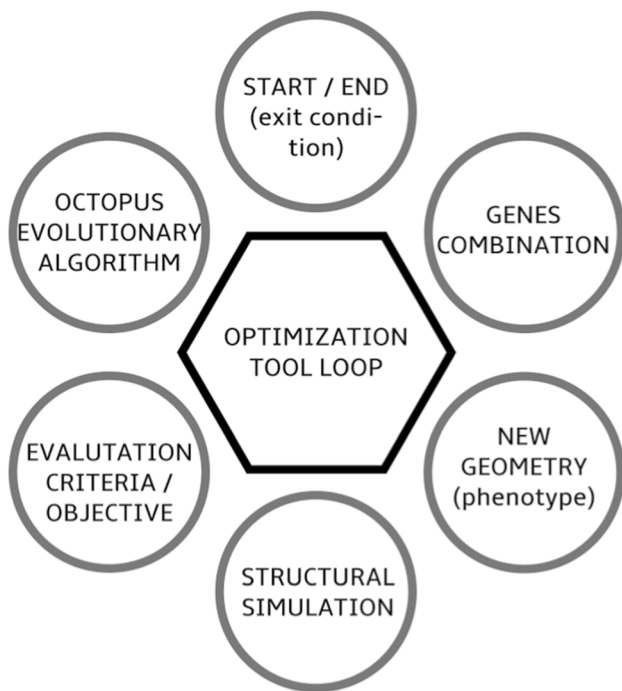 START / END
(exit condi-
tion)
OCTOPUS
EVOLUTIONARY
ALGORITHM
GENES
COMBINATION
OPTIMIZATION
TOOL LOOP
EVALUTATION
CRITERIA /
OBJECTIVE
NEW
GEOMETRY
(phenotype)
STRUCTURAL
SIMULATION